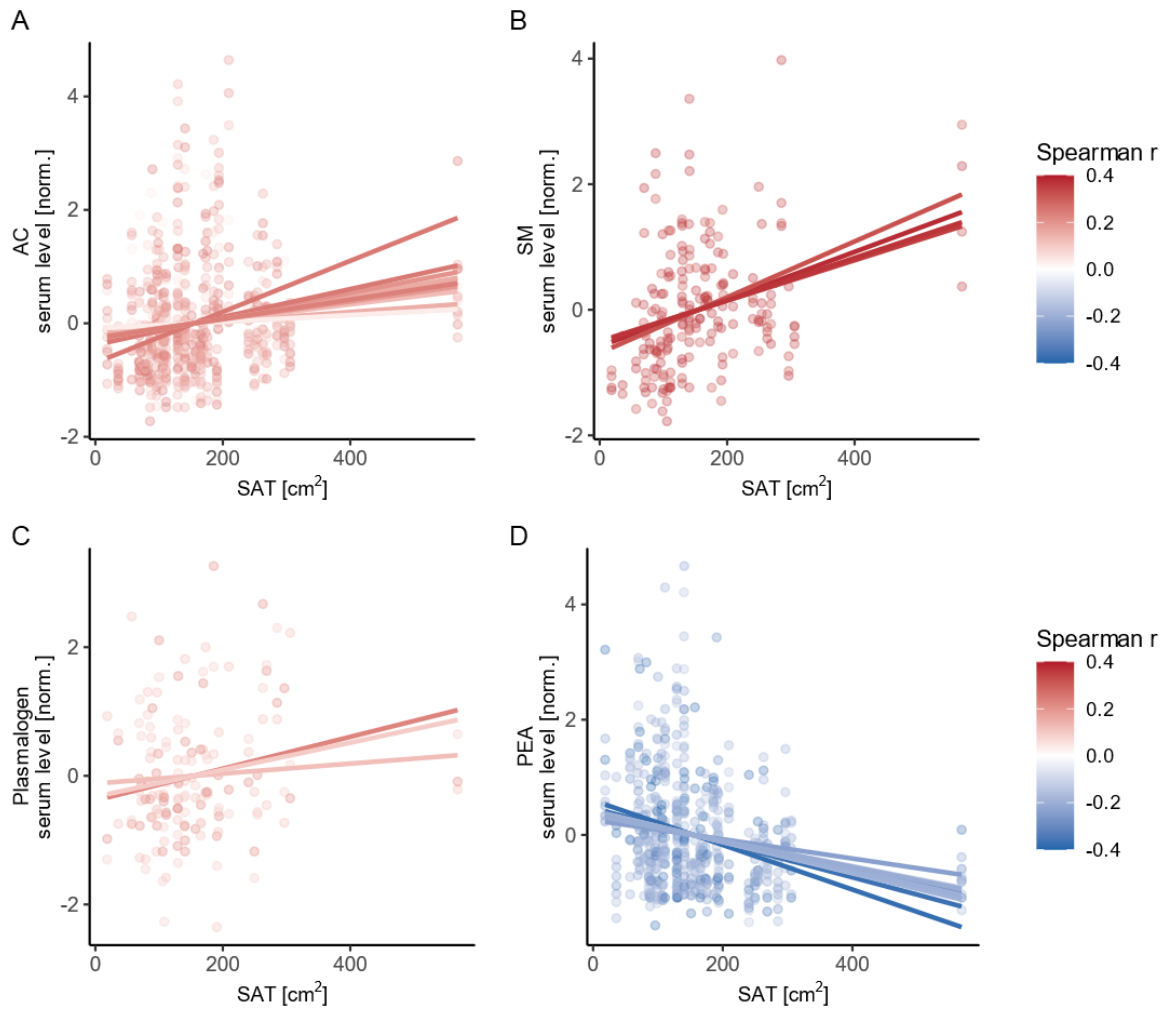 A
AC
serum level [norm.]
4
2
0
-2
0
200
400
SAT [cm²]
B
SM
serum level [norm.]
4
2
0
-2
0
200
400
SAT [cm²]
Spearman r
0.4
0.2
0.0
-0.2
-0.4
C
Plasmalogen
serum level [norm.]
2
0
-2
0
200
400
SAT [cm²]
D
PEA
serum level [norm.]
4
2
0
0
200
400
SAT [cm²]
Spearman r
0.4
0.2
0.0
-0.2
-0.4